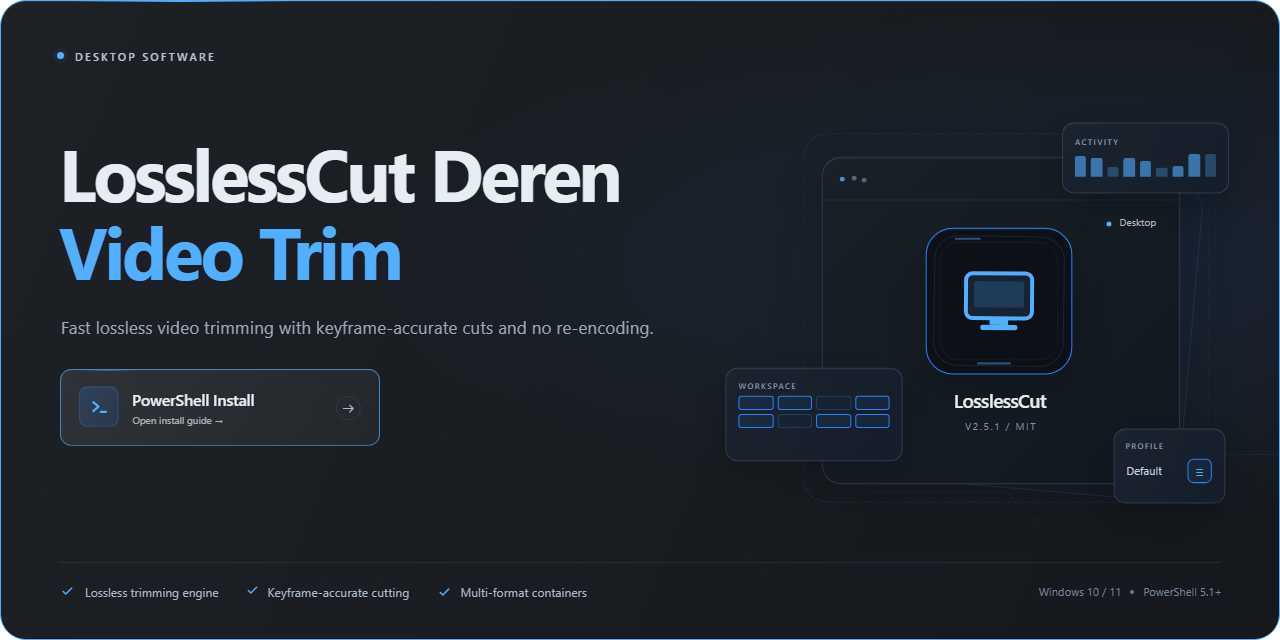 DESKTOP SOFTWARE
LosslessCut Deren
Video Trim
Fast lossless video trimming with keyframe-accurate cuts and no re-encoding.
PowerShell Install
Open install guide →
ACTIVITY
Desktop
WORKSPACE
LosslessCut
V2.5.1 / MIT
PROFILE
Default
Lossless trimming engine
Keyframe-accurate cutting
Multi-format containers
Windows 10 / 11 • PowerShell 5.1+